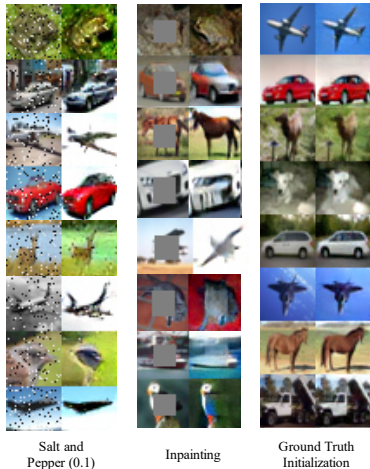 Salt and
Pepper (0.1)
Inpainting
Ground Truth
Initialization